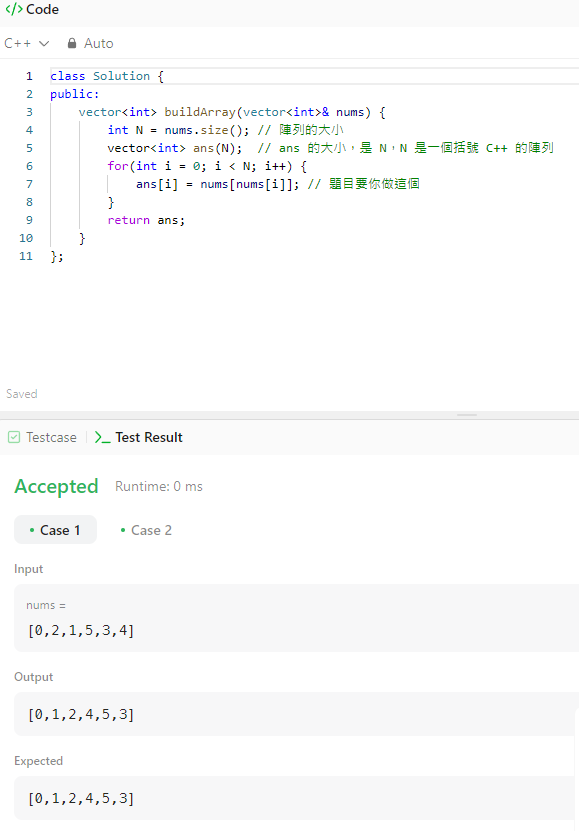 </> Code
C++ Auto
1 class Solution {
2 public:
3 vector<int> buildArray(vector<int>& nums) {
4 int N = nums.size(); // 陣列的大小
5 vector<int> ans(N);  // ans 的大小，是 N，N 是一個括號 C++ 的陣列
6 for(int i = 0; i < N; i++) {
7 ans[i] = nums[nums[i]]; // 題目要你做這個
8 }
9 return ans;
10 }
11 };
Saved
Testcase >_ Test Result
Accepted Runtime: 0 ms
• Case 1 • Case 2
Input
nums =
[0,2,1,5,3,4]
Output
[0,1,2,4,5,3]
Expected
[0,1,2,4,5,3]